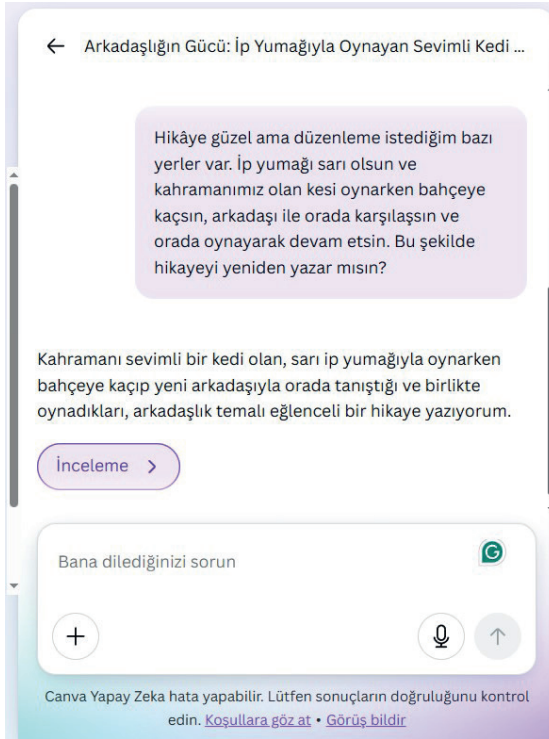 Arkadaşlığın Gücü: İp Yumağıyla Oynayan Sevimli Kedi ...
Hikâye güzel ama düzenleme istediğim bazı
yerler var. İp yumağı sarı olsun ve
kahramanımız olan kesi oynarken bahçeye
kaçsın, arkadaşı ile orada karşılaşsın ve
orada oynayarak devam etsin. Bu şekilde
hikayeyi yeniden yazar mısın?
Kahramanı sevimli bir kedi olan, sarı ip yumağıyla oynarken
bahçeye kaçıp yeni arkadaşıyla orada tanıştığı ve birlikte
oynadıkları, arkadaşlık temalı eğlenceli bir hikaye yazıyorum.
İnceleme
Bana dilediğinizi sorun
Canva Yapay Zeka hata yapabilir. Lütfen sonuçların doğruluğunu kontrol
edin. Koşullara göz at • Görüş bildir